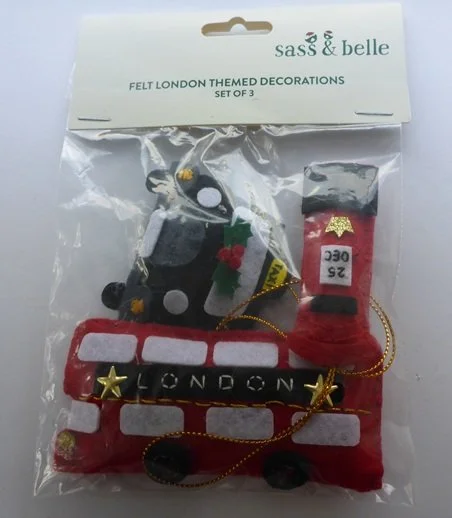 sass & belle
FELT LONDON THEMED DECORATIONS
SET OF 3
TAXI
25
DEC
LONDON